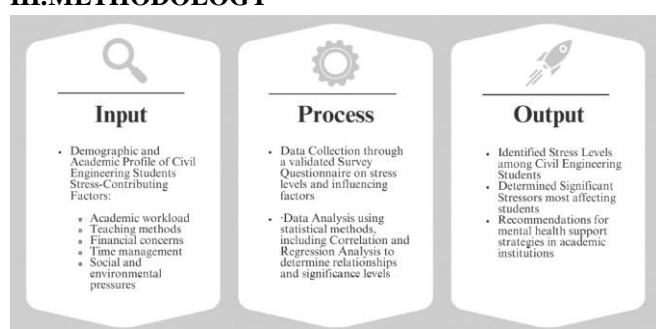 III.METHODOLOGY
Input
Demographic and
Academic Profile of Civil
Engineering Students
Stress-Contributing
Factors:
Academic workload
Teaching methods
Financial concerns
Time management
Social and
environmental
pressures
Process
Data Collection through
a validated Survey
Questionnaire on stress
levels and influencing
factors
·Data Analysis using
statistical methods,
including Correlation and
Regression Analysis to
determine relationships
and significance levels
Output
Identified Stress Levels
among Civil Engineering
Students
Determined Significant
Stressors most affecting
students
Recommendations for
mental health support
strategies in academic
institutions